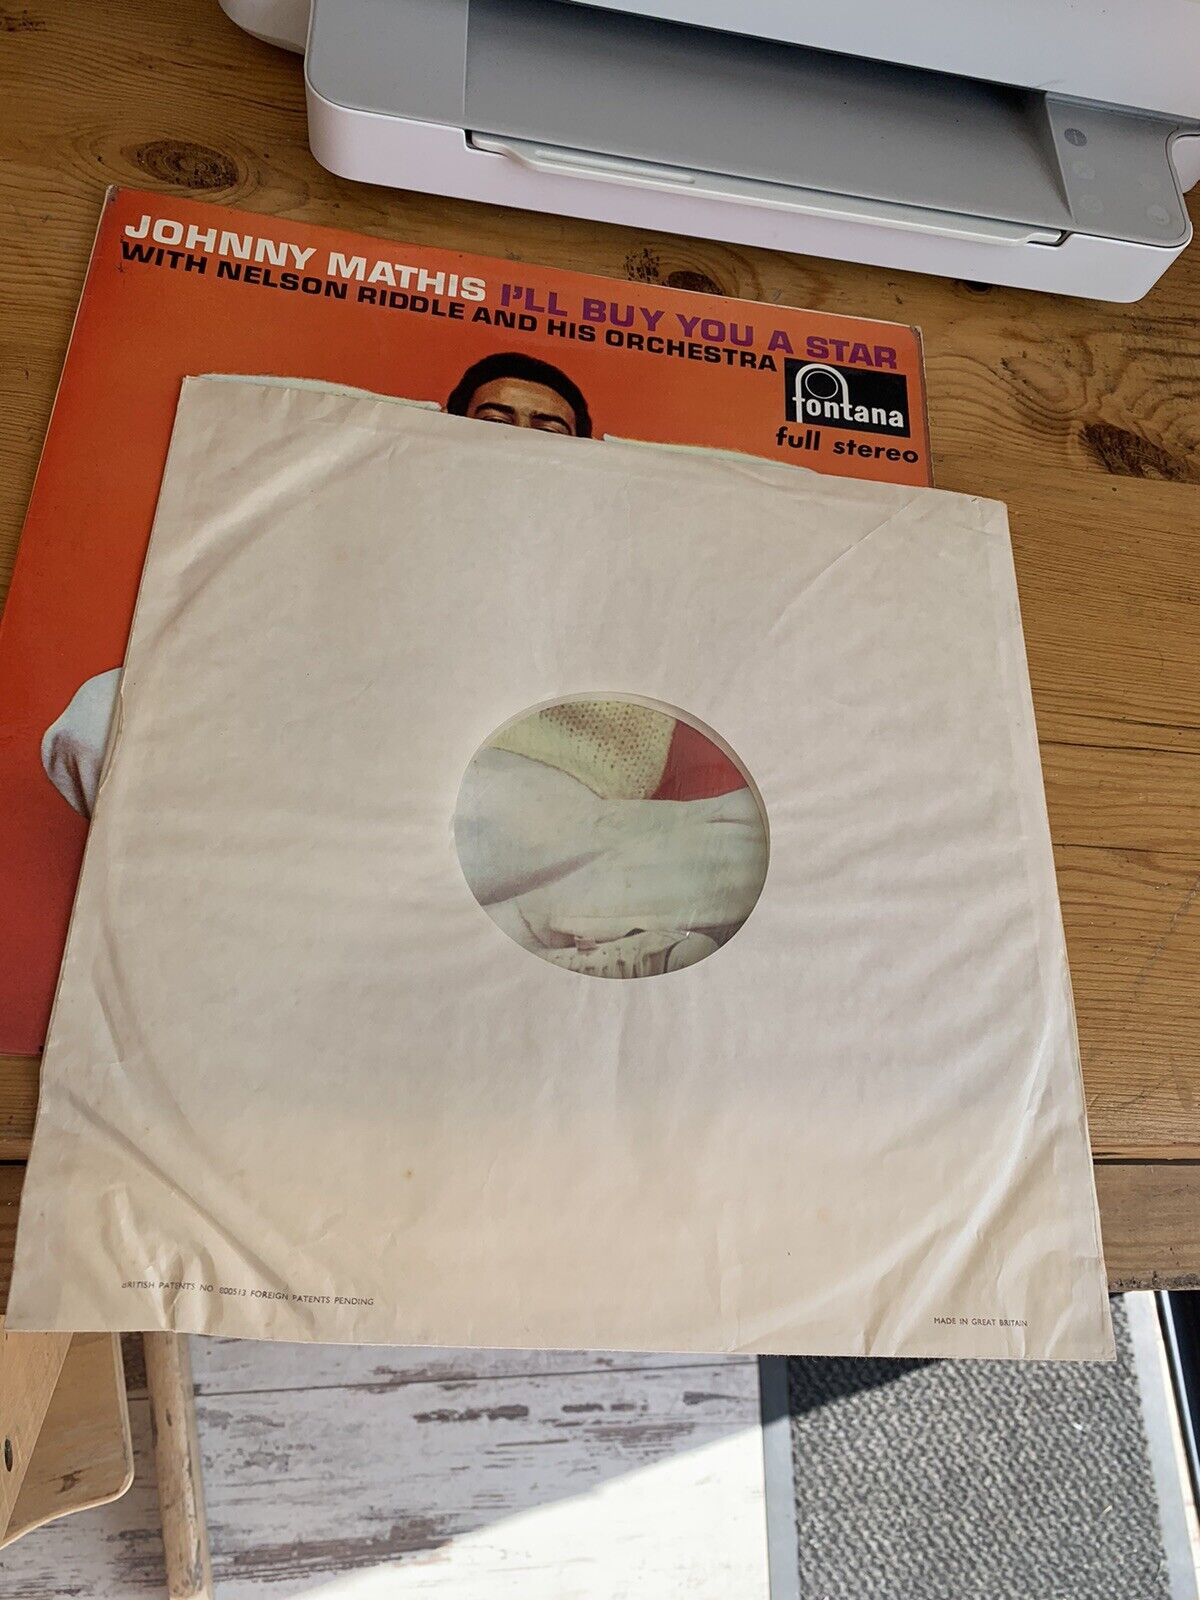 JOHNNY MATHIS I'LL BUY YOU A STAR
WITH NELSON RIDDLE AND HIS ORCHESTRA
fontana
full stereo
BRITISH PATENTS NO 800513 FOREIGN PATENTS PENDING
MADE IN GREAT BRITAIN